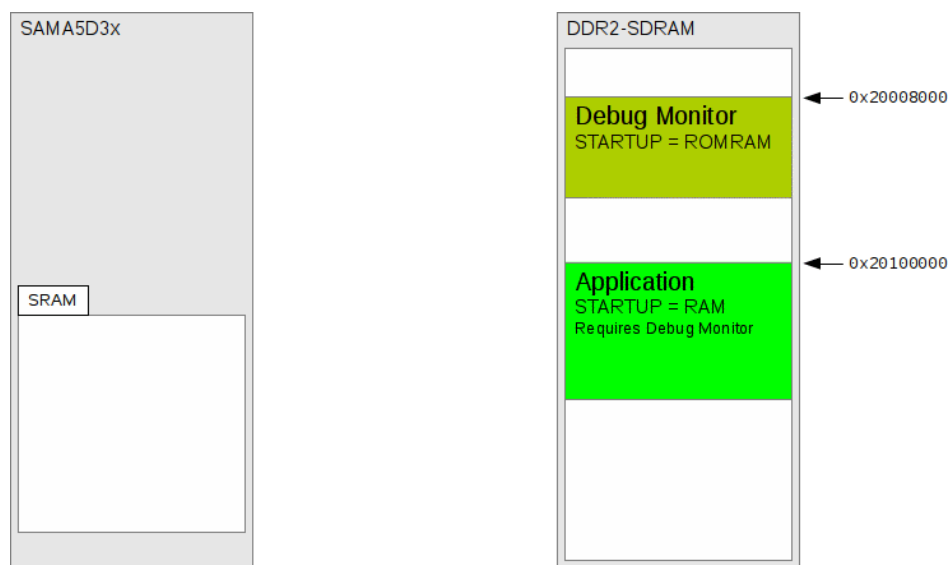 SAMA5D3x
SRAM
DDR2-SDRAM
0x20008000
Debug Monitor
STARTUP = ROMRAM
0x20100000
Application
STARTUP = RAM
Requires Debug Monitor